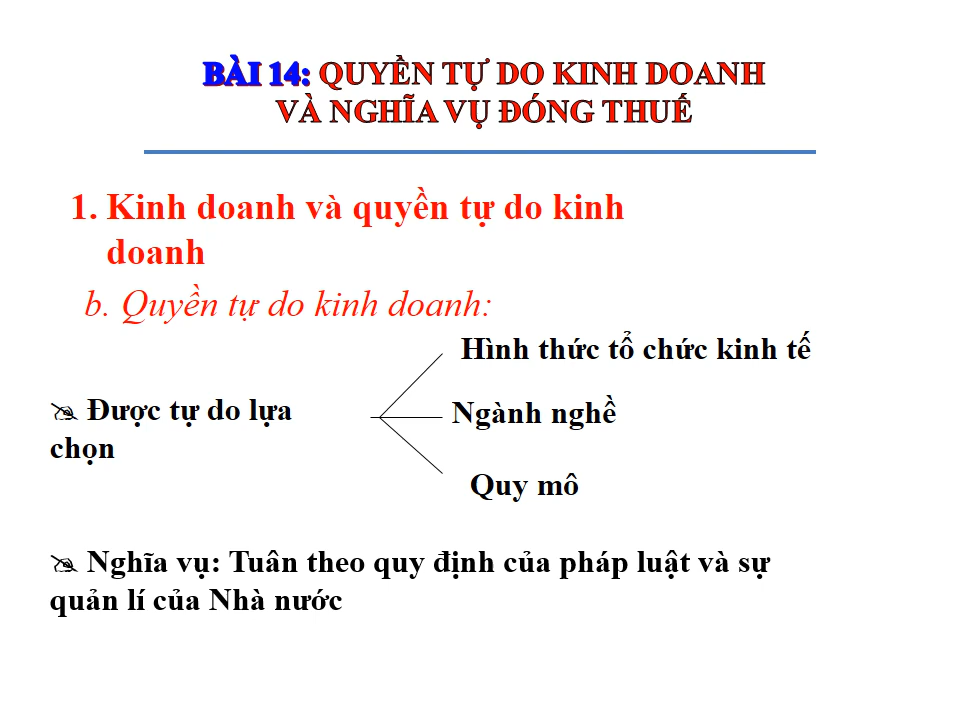 BÀI 14: QUYỀN TỰ DO KINH DOANH
VÀ NGHĨA VỤ ĐÓNG THUẾ
1. Kinh doanh và quyền tự do kinh
doanh
b. Quyền tự do kinh doanh:
Hình thức tổ chức kinh tế
Được tự do lựa
chọn
Ngành nghề
Quy mô
Nghĩa vụ: Tuân theo quy định của pháp luật và sự
quản lí của Nhà nước